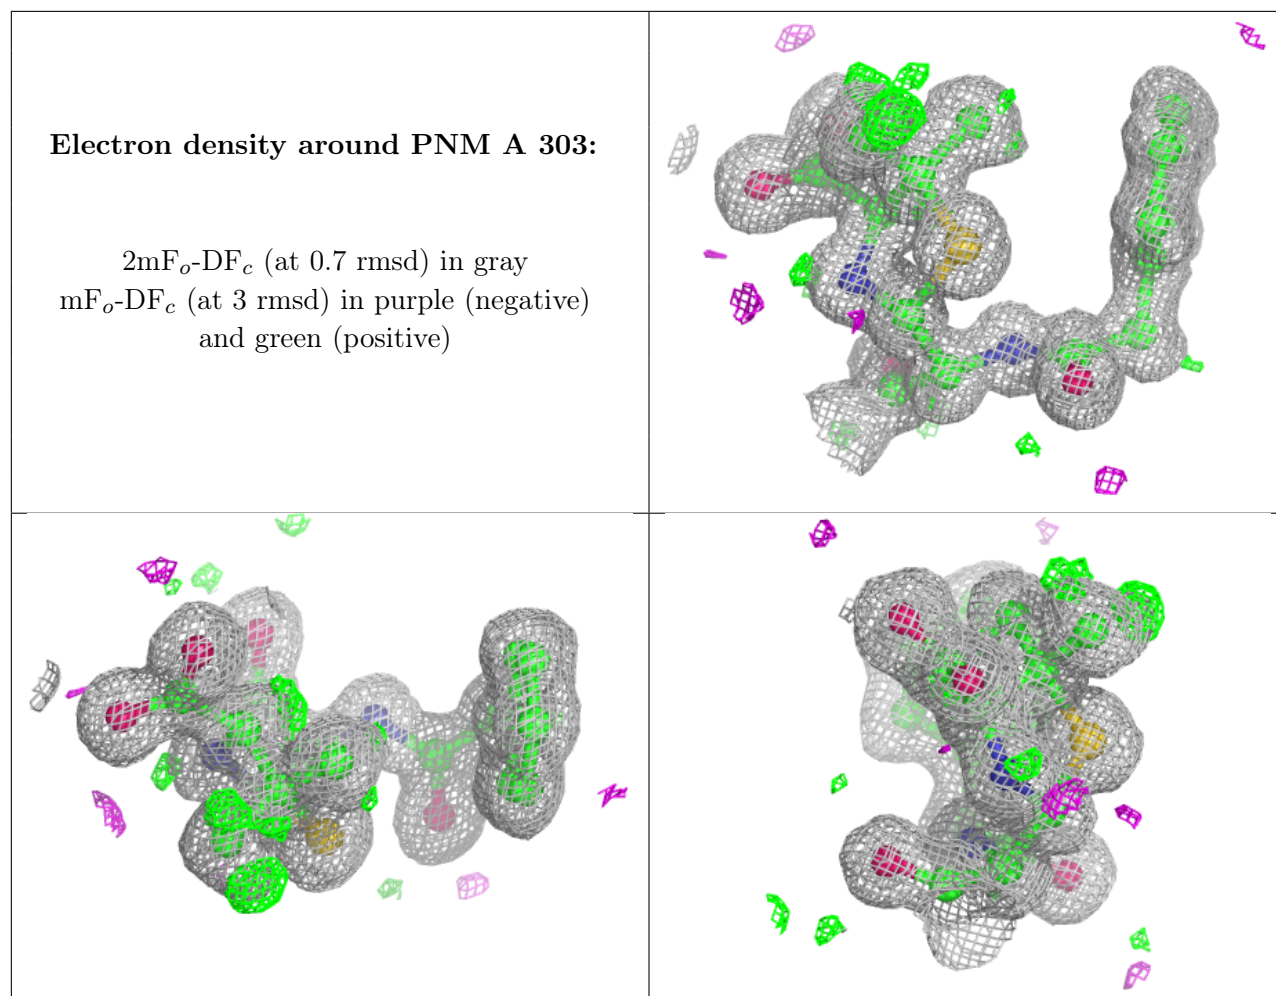 Electron density around PNM A 303:
2mFo-DFc (at 0.7 rmsd) in gray
mFo-DFc (at 3 rmsd) in purple (negative)
and green (positive)